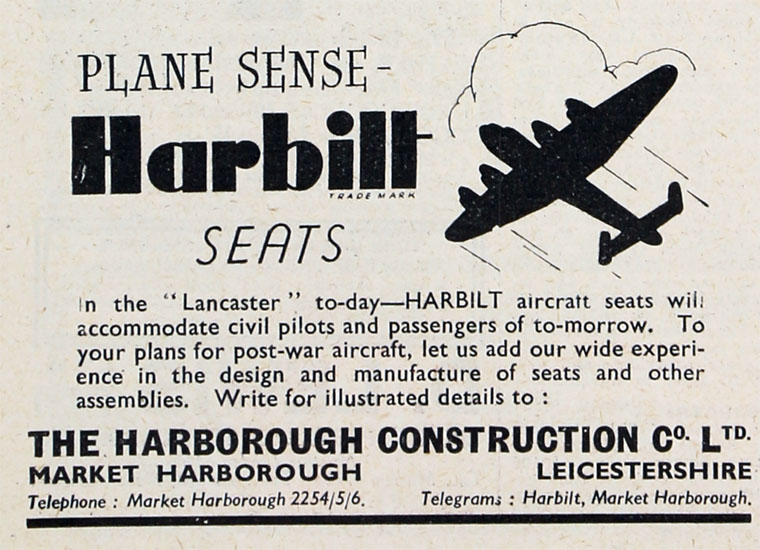 PLANE SENSE-
Harbilt
TRADE MARK
SEATS
In the "Lancaster" to-day—HARBILT aircraft seats will
accommodate civil pilots and passengers of to-morrow. To
your plans for post-war aircraft, let us add our wide experi-
ence in the design and manufacture of seats and other
assemblies. Write for illustrated details to :
THE HARBOROUGH CONSTRUCTION Cº. LTD.
MARKET HARBOROUGH LEICESTERSHIRE
Telephone : Market Harborough 2254/5/6. Telegrams : Harbilt, Market Harborough.